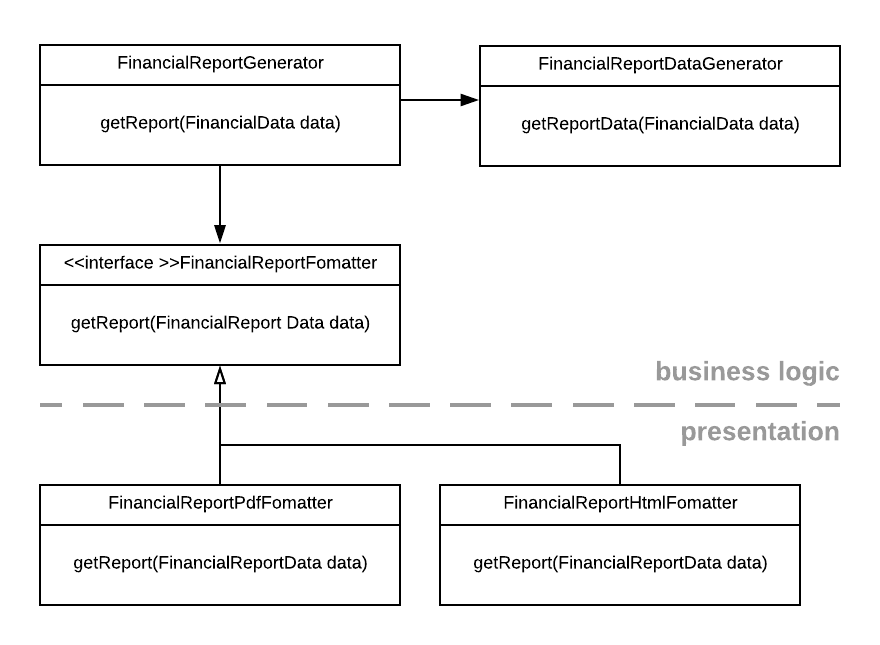 FinancialReportGenerator
getReport(FinancialData data)
FinancialReportDataGenerator
getReportData(FinancialData data)
<<interface >>FinancialReportFomatter
getReport(FinancialReport Data data)
business logic
presentation
FinancialReportPdfFomatter
getReport(FinancialReportData data)
FinancialReportHtmlFomatter
getReport(FinancialReportData data)